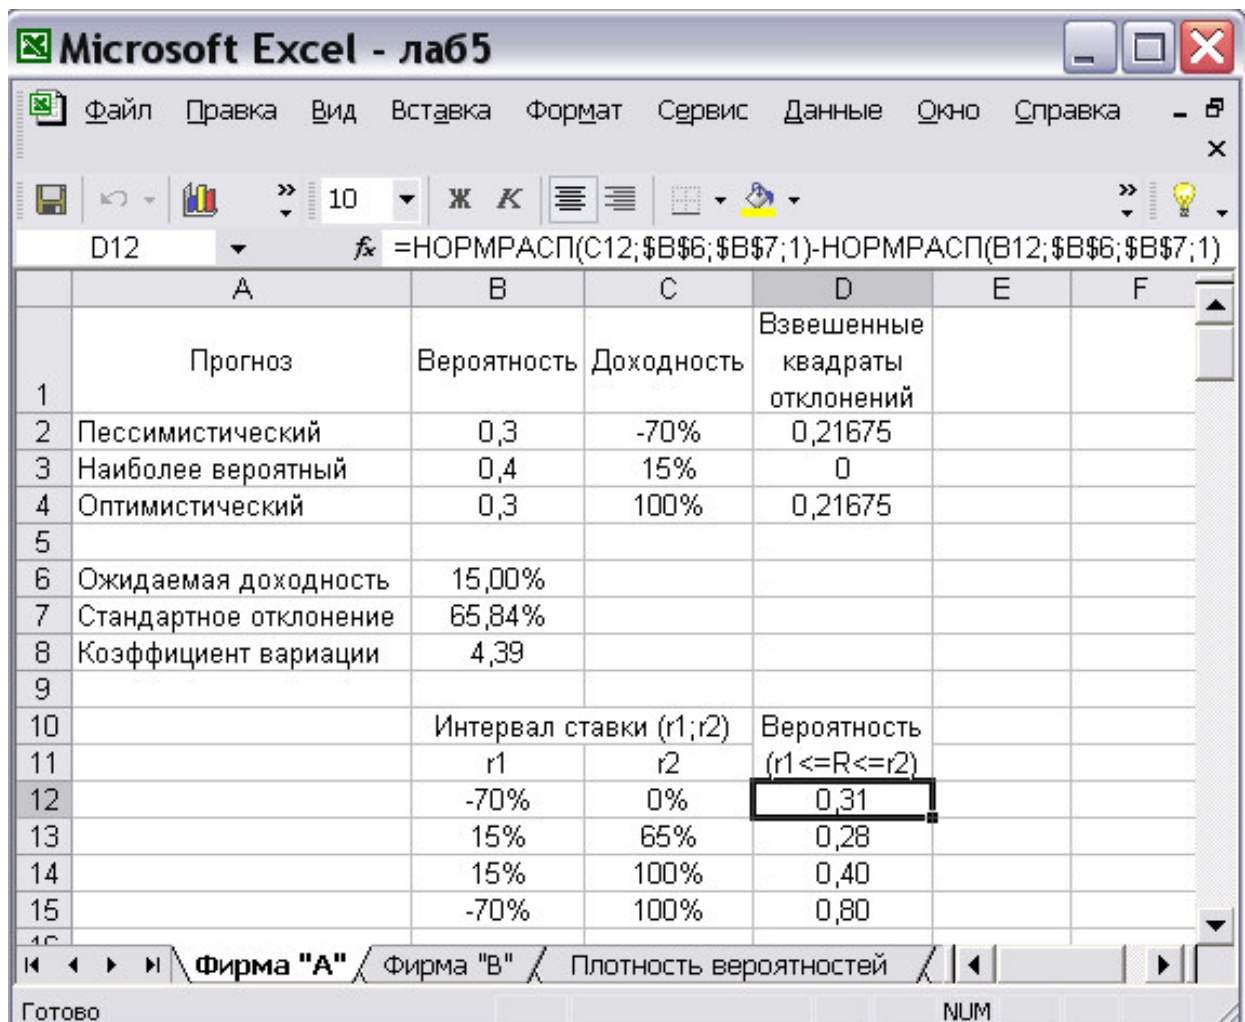 Microsoft Excel - лаб5
Файл Правка Вид Вставка Формат Сервис Данные Окно Справка
10 Ж К
D12 fx =НОРМРАСП(C12;$B$6;$B$7;1)-НОРМРАСП(B12;$B$6;$B$7;1)
A B C D E F
1 Прогноз Вероятность Доходность Взвешенные квадраты отклонений
2 Пессимистический 0,3 -70% 0,21675
3 Наиболее вероятный 0,4 15% 0
4 Оптимистический 0,3 100% 0,21675
5
6 Ожидаемая доходность 15,00%
7 Стандартное отклонение 65,84%
8 Коэффициент вариации 4,39
9
10 Интервал ставки (r1;r2) Вероятность
11 r1 r2 (r1<=R<=r2)
12 -70% 0% 0,31
13 15% 65% 0,28
14 15% 100% 0,40
15 -70% 100% 0,80
Фирма "А" Фирма "В" Плотность вероятностей
Готово NUM